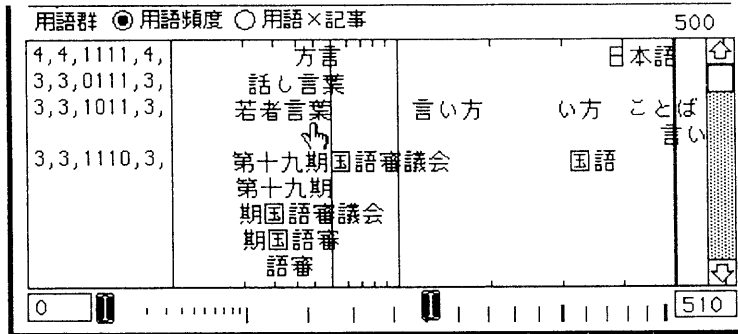 用語群 ◉ 用語頻度 ○ 用語×記事 500
4,4,1111,4, 方言 日本語
3,3,0111,3, 話し言葉
3,3,1011,3, 若者言葉 言い方 い方 ことば
言い
3,3,1110,3, 第十九期国語審議会 国語
第十九期
期国語審議会
期国語審
語審
0 510